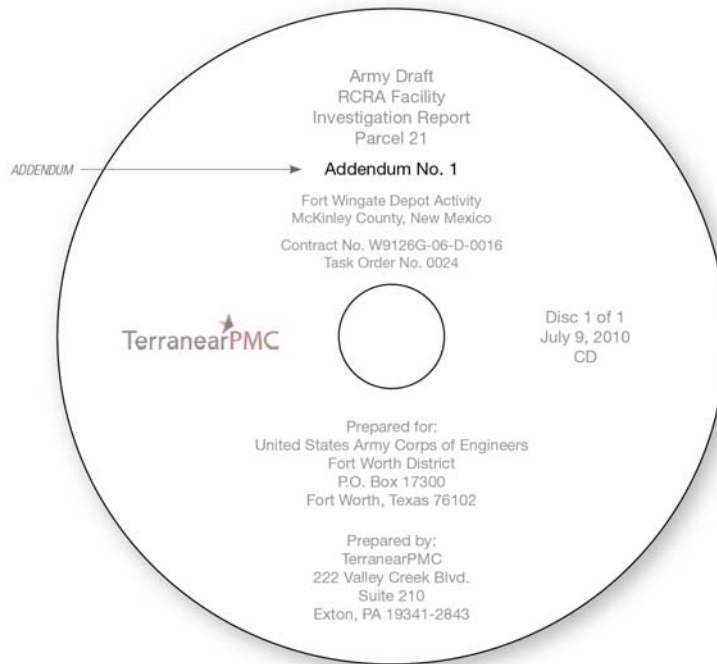 Army Draft
RCRA Facility
Investigation Report
Parcel 21
ADDENDUM
Addendum No. 1
Fort Wingate Depot Activity
McKinley County, New Mexico
Contract No. W9126G-06-D-0016
Task Order No. 0024
TerranearPMC
Disc 1 of 1
July 9, 2010
CD
Prepared for:
United States Army Corps of Engineers
Fort Worth District
P.O. Box 17300
Fort Worth, Texas 76102
Prepared by:
TerranearPMC
222 Valley Creek Blvd.
Suite 210
Exton, PA 19341-2843